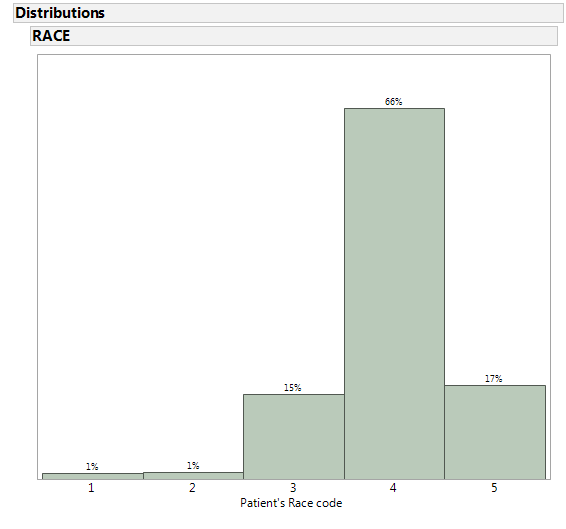 Distributions
RACE
66%
17%
15%
1%
1%
1 2 3 4 5
Patient's Race code